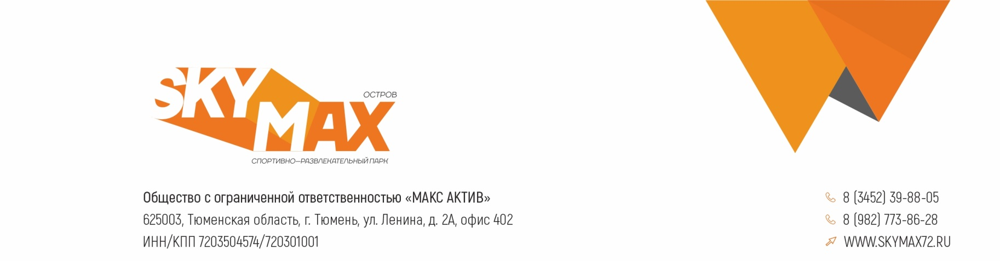 SKY
ОСТРОВ
MAX
СПОРТИВНО—РАЗВЛЕКАТЕЛЬНЫЙ ПАРК
Общество с ограниченной ответственностью «МАКС АКТИВ»
625003, Тюменская область, г. Тюмень, ул. Ленина, д. 2А, офис 402
ИНН/КПП 7203504574/720301001
8 (3452) 39-88-05
8 (982) 773-86-28
WWW.SKYMAX72.RU